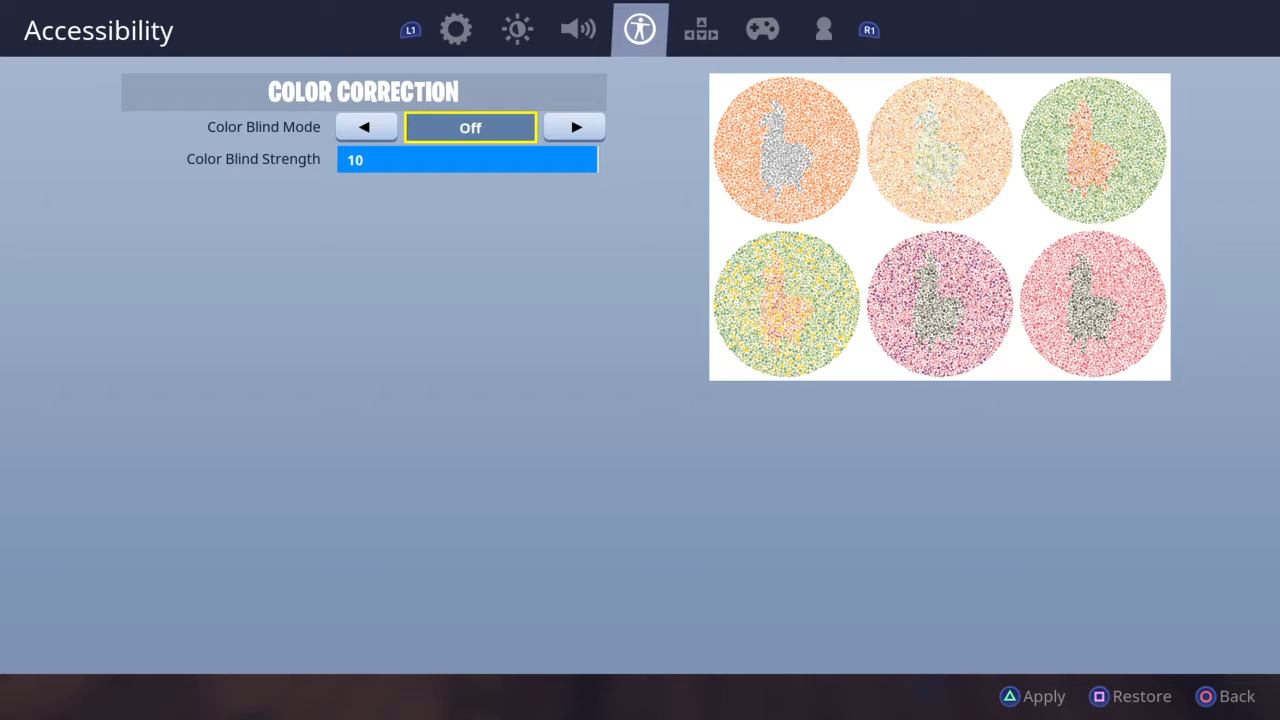 Accessibility
L1
R1
COLOR CORRECTION
Color Blind Mode
Off
Color Blind Strength
10
Apply
Restore
Back